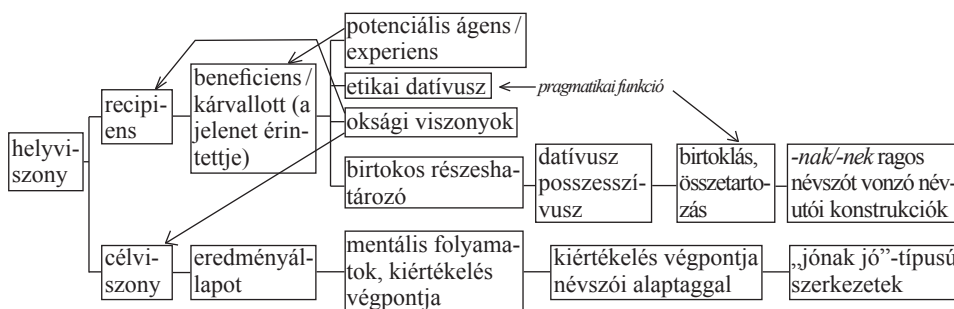 helyvi-
szony
recipi-
ens
beneficiens /
kárvallott (a
jelenet érin-
tettje)
potenciális ágens /
experiens
etikai datívusz
pragmatikai funkció
oksági viszonyok
birtokos részesha-
tározó
datívusz
posszesszí-
vusz
birtoklás,
összetarto-
zás
-nak/-nek ragos
névszót vonzó név-
utói konstrukciók
célvi-
szony
eredményál-
lapot
mentális folyama-
tok, kiértékelés
végpontja
kiértékelés végpontja
névszói alaptaggal
„jónak jó”-típusú
szerkezetek